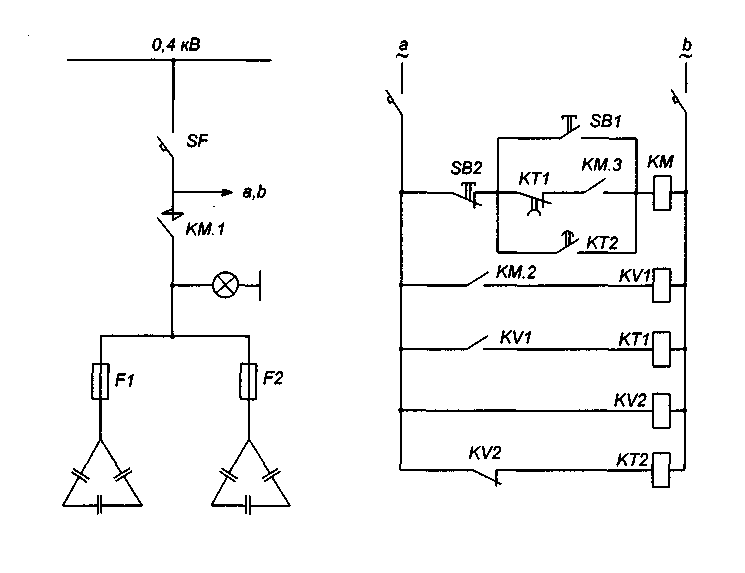 0,4 кВ
SF
a,b
KM.1
F1
F2
a
~
b
~
SB1
SB2
KT1
KM.3
KM
KT2
KM.2
KV1
KV1
KT1
KV2
KV2
KT2